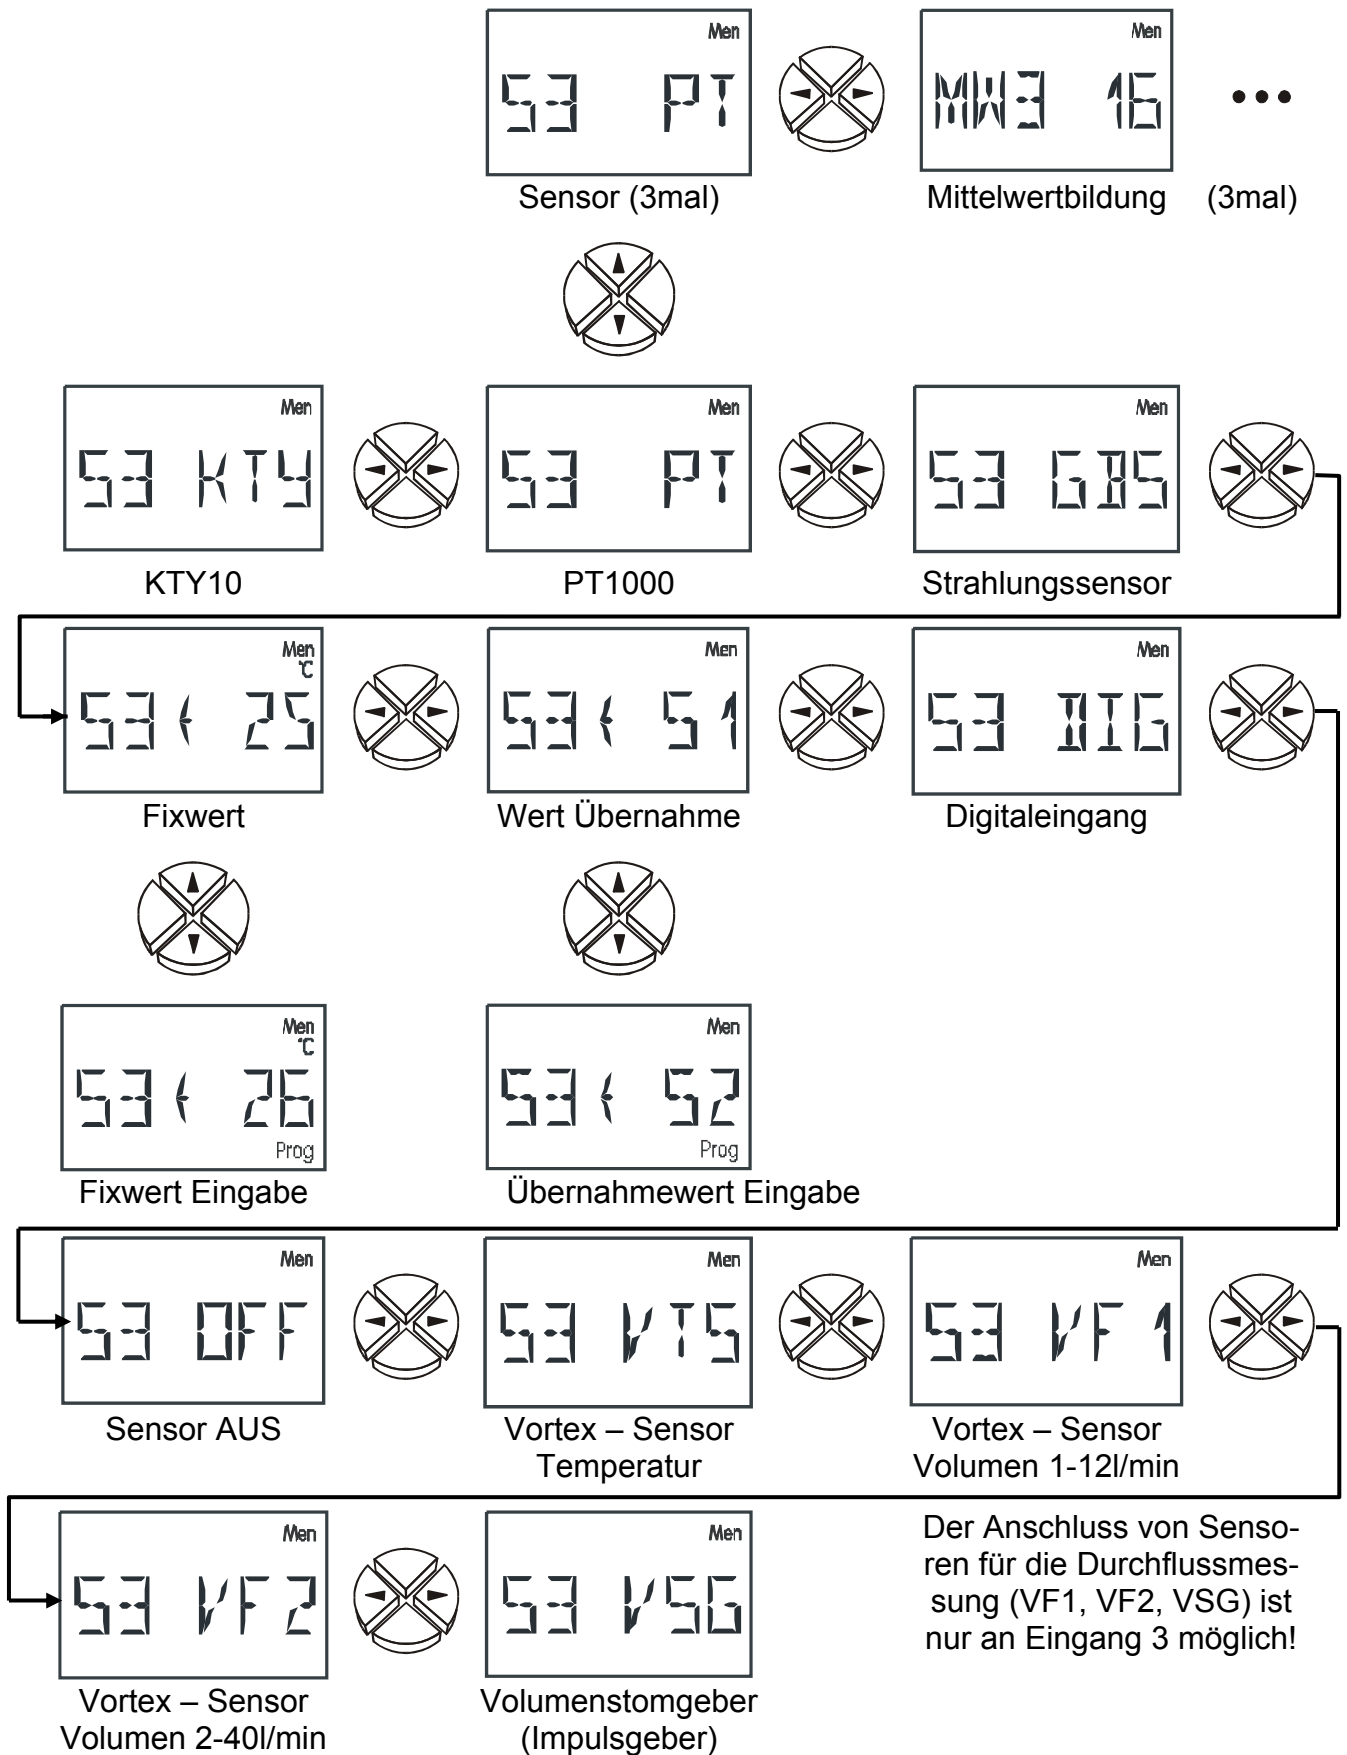 Men
Men
S3 PT
MW3 16
•••
Sensor (3mal)
Mittelwertbildung
(3mal)
Men
Men
Men
S3 KTY
S3 PT
S3 GBS
KTY10
PT1000
Strahlungssensor
Men
°C
Men
Men
S3 < 25
S3 < S1
S3 DIG
Fixwert
Wert Übernahme
Digitaleingang
Men
°C
Men
S3 < 26
S3 < S2
Prog
Prog
Fixwert Eingabe
Übernahmewert Eingabe
Men
Men
Men
S3 OFF
S3 VTS
S3 VF1
Sensor AUS
Vortex – Sensor
Temperatur
Vortex – Sensor
Volumen 1-12l/min
Men
Men
S3 VF2
S3 VSG
Vortex – Sensor
Volumen 2-40l/min
Volumenstomgeber
(Impulsgeber)
Der Anschluss von Senso-
ren für die Durchflussmes-
sung (VF1, VF2, VSG) ist
nur an Eingang 3 möglich!